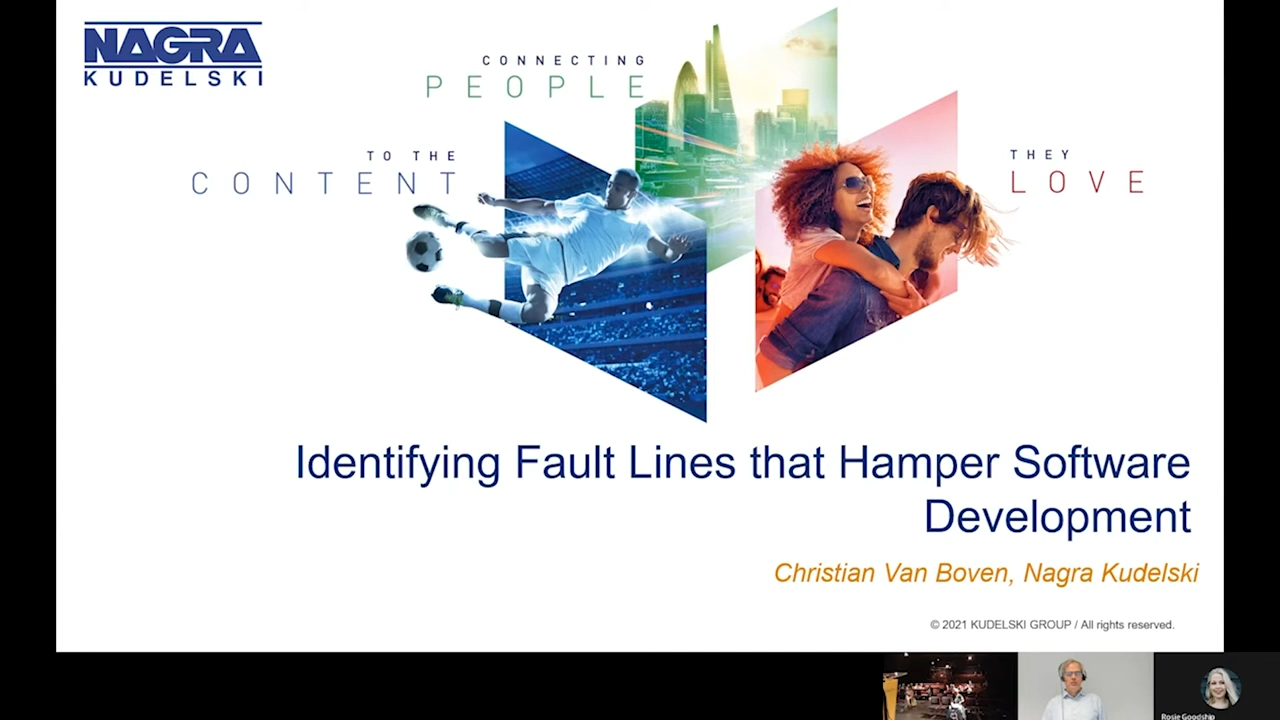 NAGRA
KUDELSKI
CONNECTING
PEOPLE
TO THE
CONTENT
THEY
LOVE
Identifying Fault Lines that Hamper Software
Development
Christian Van Boven, Nagra Kudelski
© 2021 KUDELSKI GROUP / All rights reserved.
Rosie Goodship